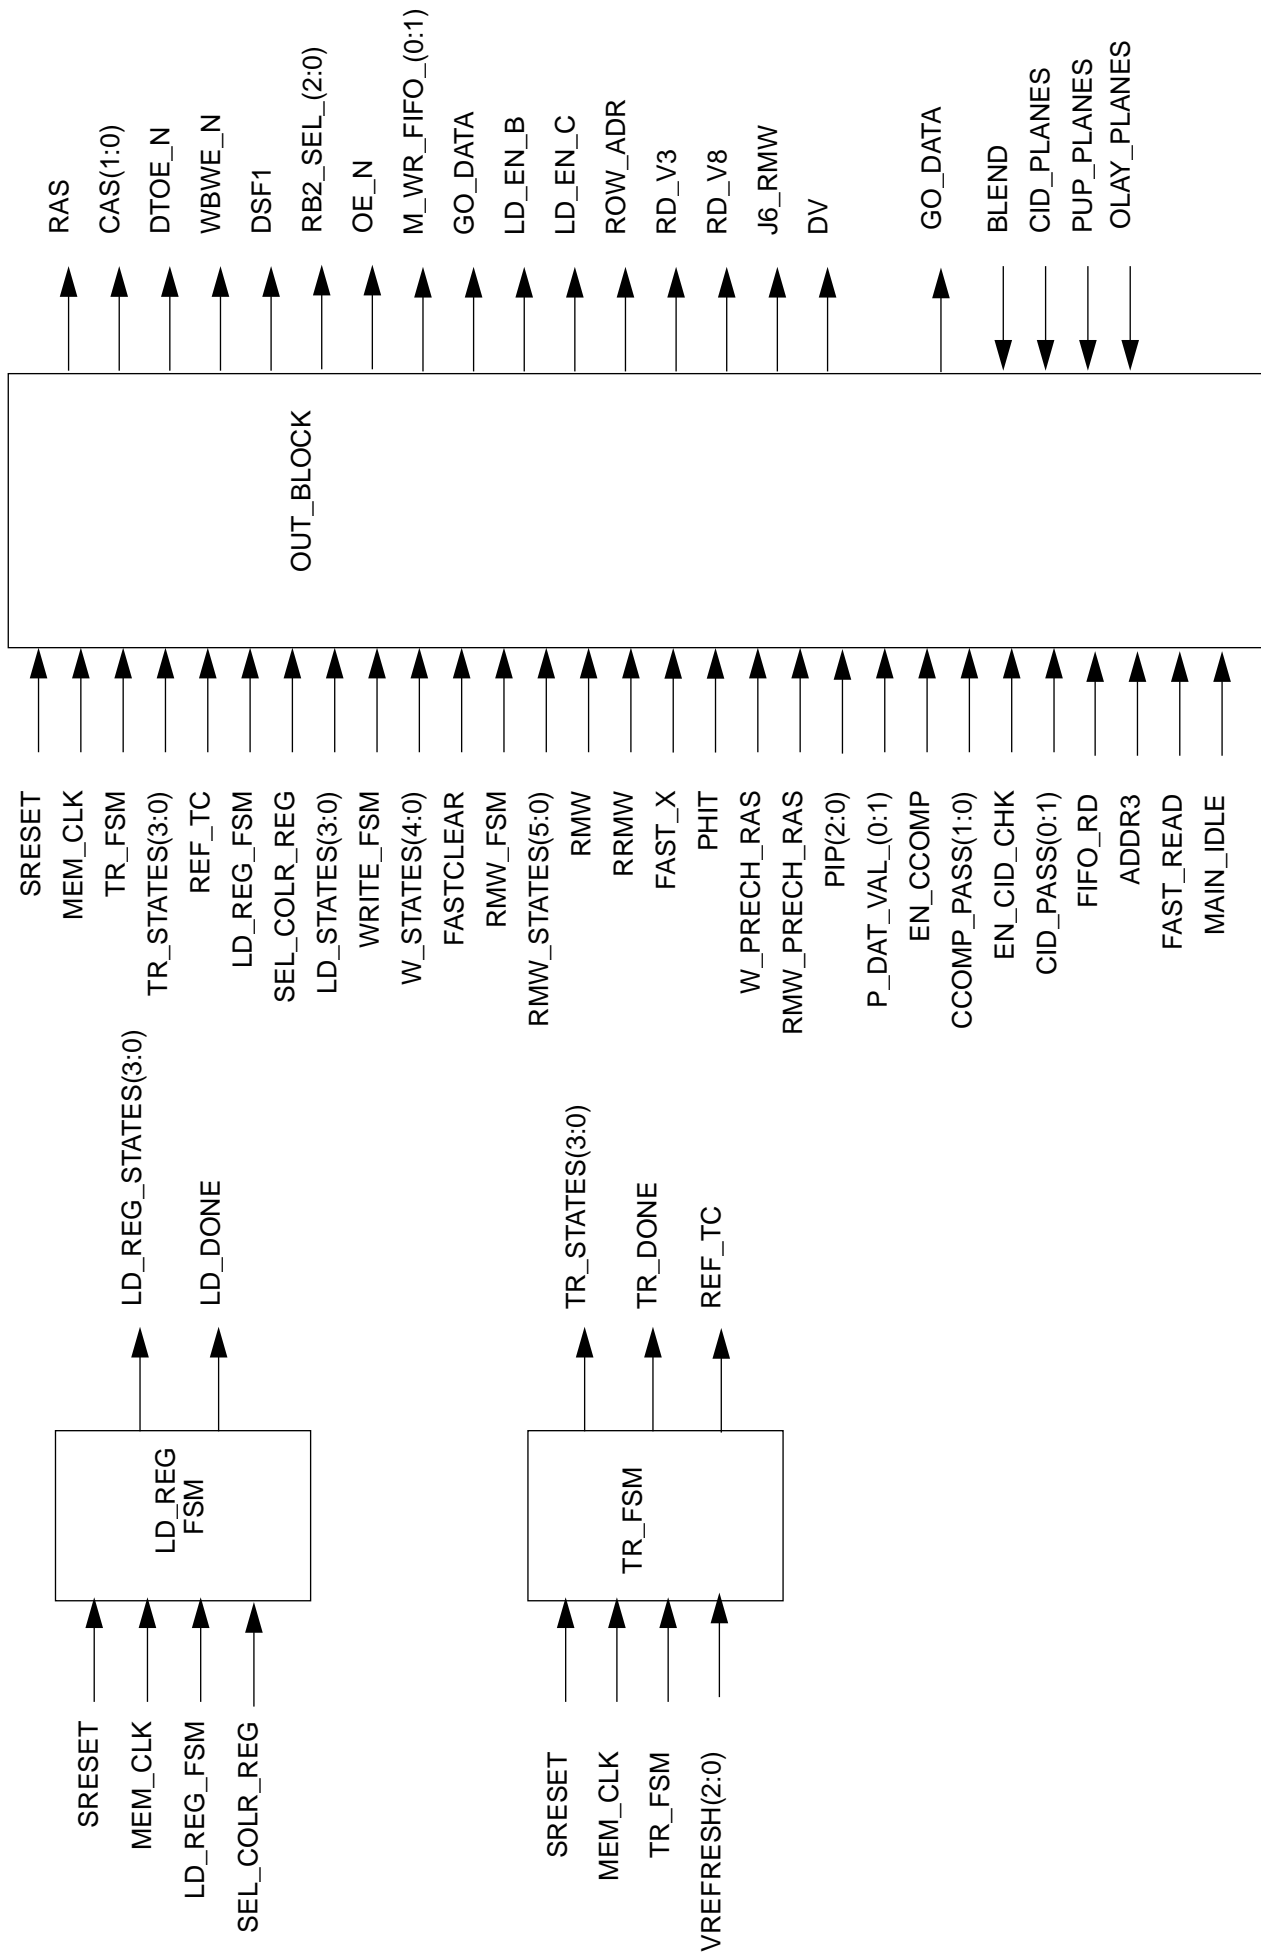 SRESET
MEM_CLK
LD_REG_FSM
SEL_COLR_REG
LD_REG
FSM
LD_REG_STATES(3:0)
LD_DONE
SRESET
MEM_CLK
TR_FSM
VREFRESH(2:0)
TR_FSM
TR_STATES(3:0)
TR_DONE
REF_TC
SRESET
MEM_CLK
TR_FSM
TR_STATES(3:0)
REF_TC
LD_REG_FSM
SEL_COLR_REG
LD_STATES(3:0)
WRITE_FSM
W_STATES(4:0)
FASTCLEAR
RMW_FSM
RMW_STATES(5:0)
RMW
RRMW
FAST_X
PHIT
W_PRECH_RAS
RMW_PRECH_RAS
PIP(2:0)
P_DAT_VAL_(0:1)
EN_CCOMP
CCOMP_PASS(1:0)
EN_CID_CHK
CID_PASS(0:1)
FIFO_RD
ADDR3
FAST_READ
MAIN_IDLE
OUT_BLOCK
RAS
CAS(1:0)
DTOE_N
WBWE_N
DSF1
RB2_SEL_(2:0)
OE_N
M_WR_FIFO_(0:1)
GO_DATA
LD_EN_B
LD_EN_C
ROW_ADR
RD_V3
RD_V8
J6_RMW
DV
GO_DATA
BLEND
CID_PLANES
PUP_PLANES
OLAY_PLANES